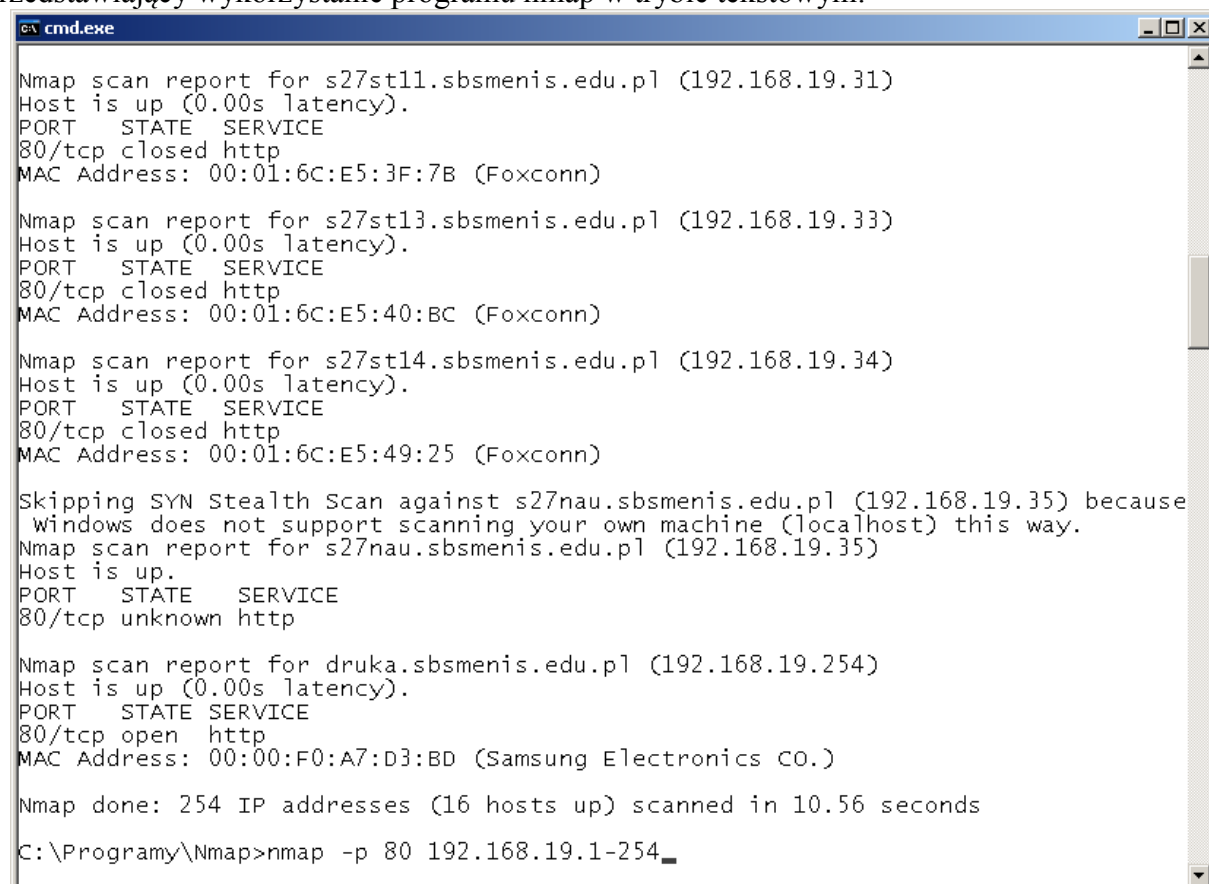 przedstawiający wykorzystanie programu nmap w trybie tekstowym.
cmd.exe
Nmap scan report for s27st11.sbsmenis.edu.pl (192.168.19.31)
Host is up (0.00s latency).
PORT   STATE  SERVICE
80/tcp closed http
MAC Address: 00:01:6C:E5:3F:7B (Foxconn)
Nmap scan report for s27st13.sbsmenis.edu.pl (192.168.19.33)
Host is up (0.00s latency).
PORT   STATE  SERVICE
80/tcp closed http
MAC Address: 00:01:6C:E5:40:BC (Foxconn)
Nmap scan report for s27st14.sbsmenis.edu.pl (192.168.19.34)
Host is up (0.00s latency).
PORT   STATE  SERVICE
80/tcp closed http
MAC Address: 00:01:6C:E5:49:25 (Foxconn)
Skipping SYN Stealth Scan against s27nau.sbsmenis.edu.pl (192.168.19.35) because
Windows does not support scanning your own machine (localhost) this way.
Nmap scan report for s27nau.sbsmenis.edu.pl (192.168.19.35)
Host is up.
PORT   STATE   SERVICE
80/tcp unknown http
Nmap scan report for druka.sbsmenis.edu.pl (192.168.19.254)
Host is up (0.00s latency).
PORT   STATE SERVICE
80/tcp open  http
MAC Address: 00:00:F0:A7:D3:BD (Samsung Electronics CO.)
Nmap done: 254 IP addresses (16 hosts up) scanned in 10.56 seconds
C:\Programy\Nmap>nmap -p 80 192.168.19.1-254_